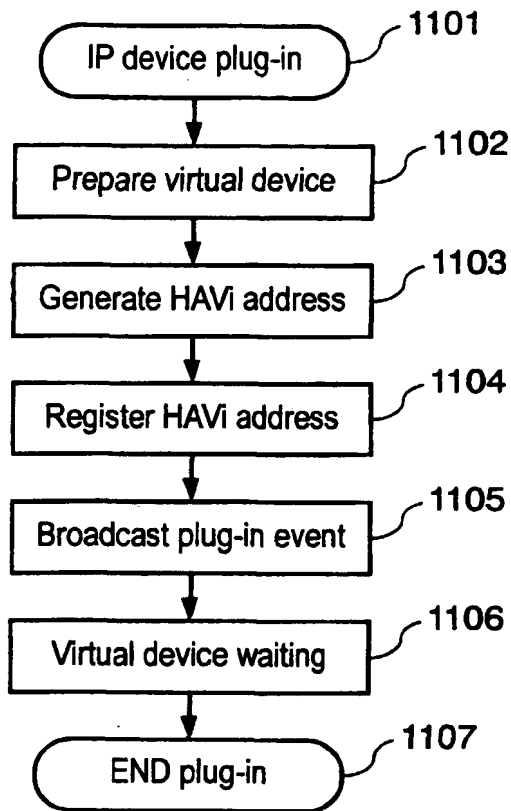 1101
IP device plug-in
1102
Prepare virtual device
1103
Generate HAVi address
1104
Register HAVi address
1105
Broadcast plug-in event
1106
Virtual device waiting
1107
END plug-in